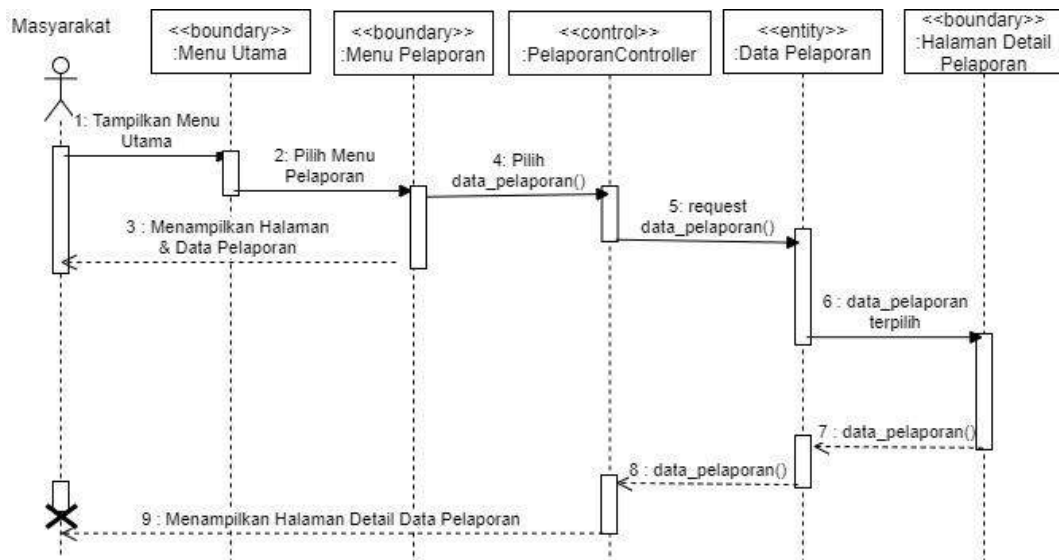 Masyarakat
<<boundary>>
:Menu Utama
<<boundary>>
:Menu Pelaporan
<<control>>
:PelaporanController
<<entity>>
:Data Pelaporan
<<boundary>>
:Halaman Detail
Pelaporan
1: Tampilkan Menu
Utama
2: Pilih Menu
Pelaporan
3 : Menampilkan Halaman
& Data Pelaporan
4: Pilih
data_pelaporan()
5: request
data_pelaporan()
6 : data_pelaporan
terpilih
7 : data_pelaporan()
8 : data_pelaporan()
9 : Menampilkan Halaman Detail Data Pelaporan